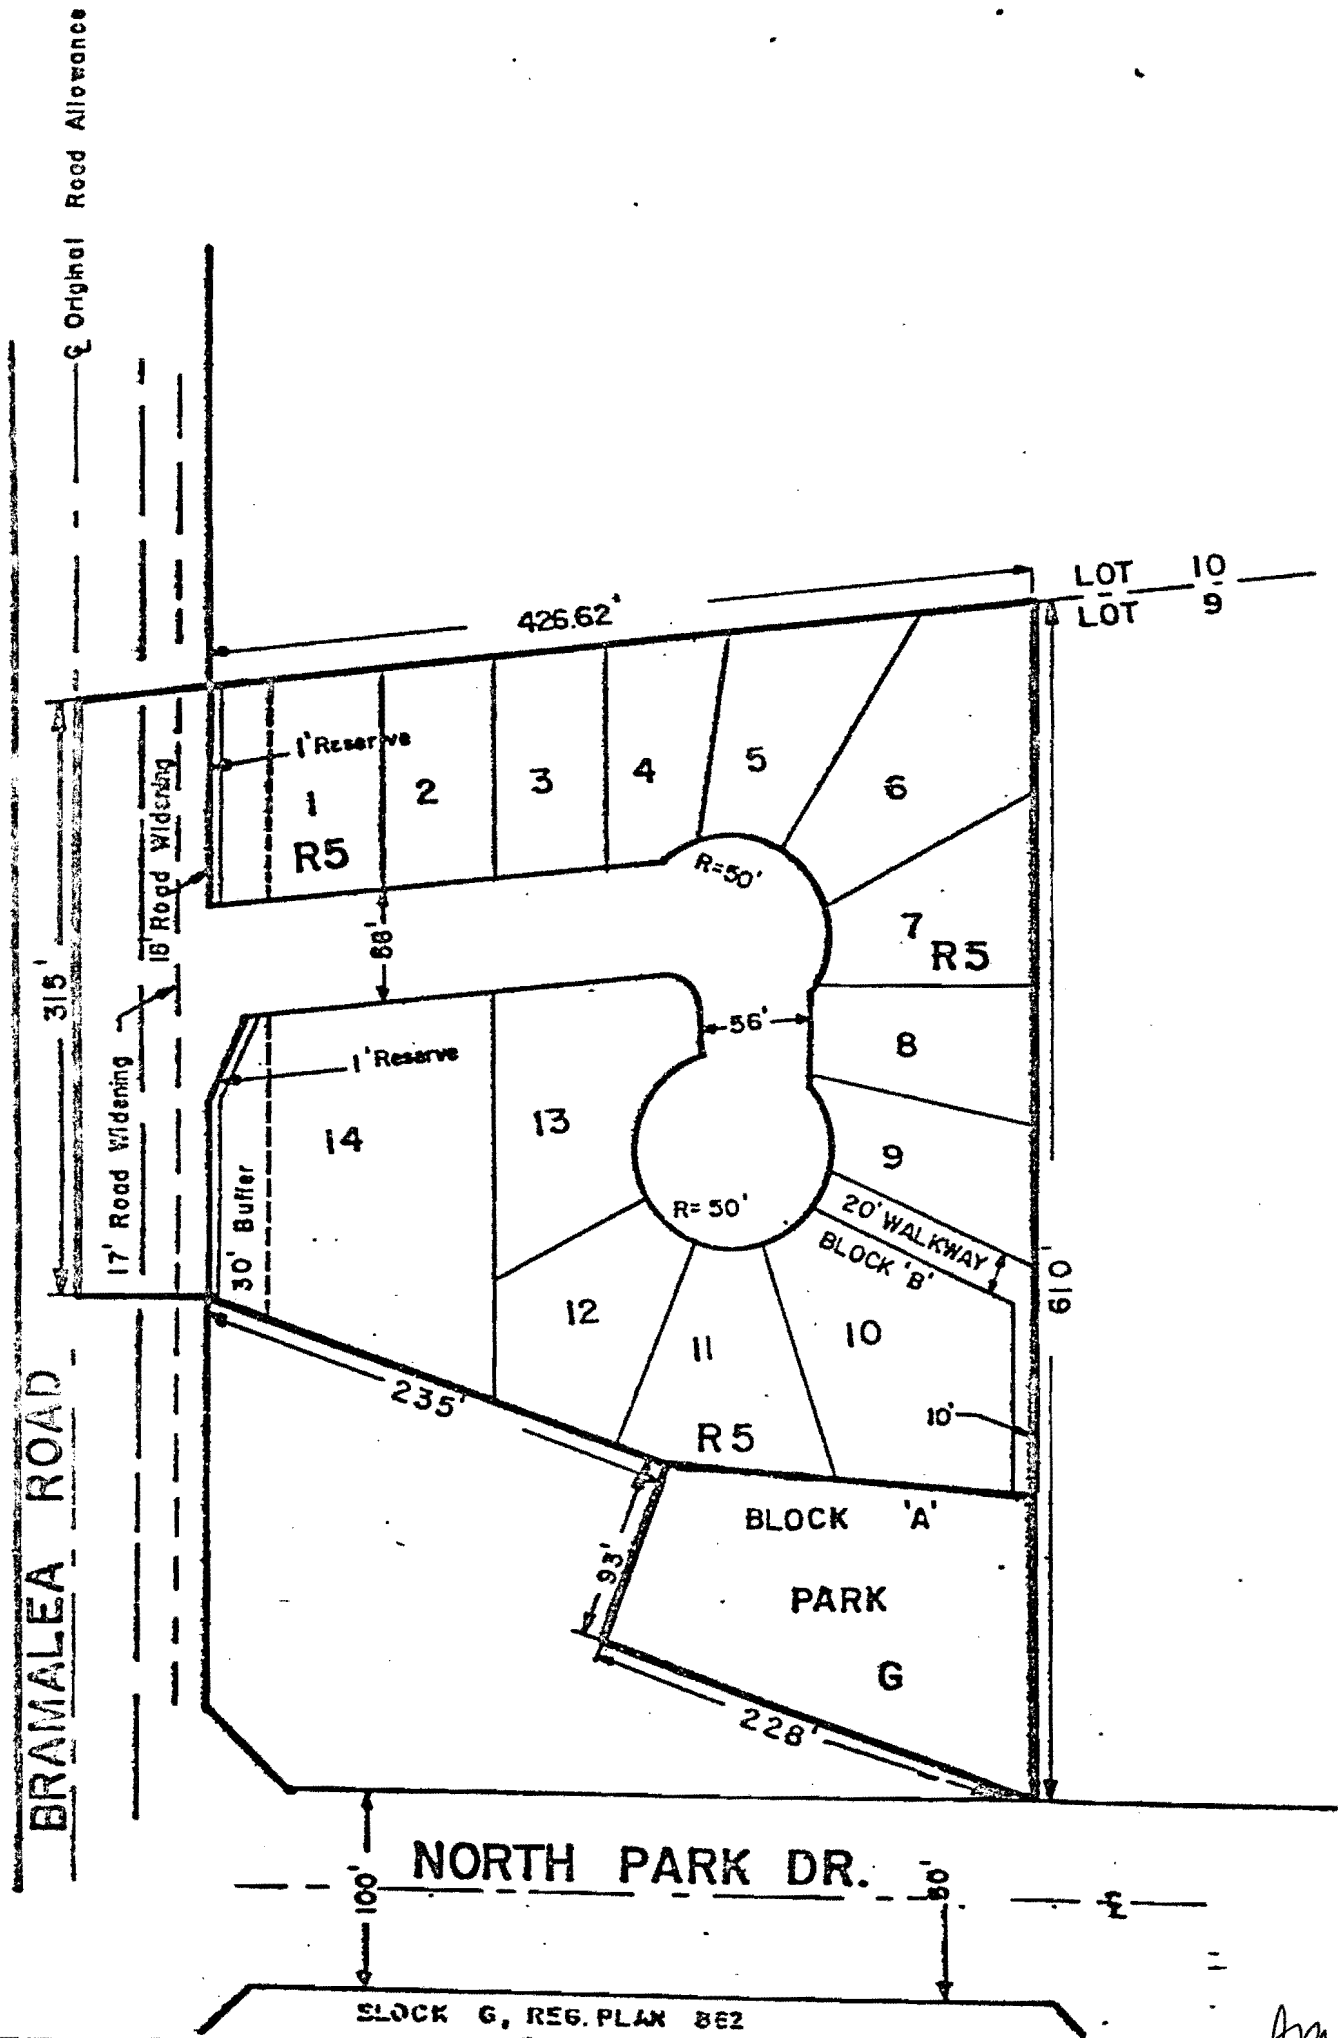 ℄ Original Road Allowance
LOT 10
LOT 9
426.62'
1' Reserve
1
R5
2
3
4
5
6
R=50'
7
R5
16' Road Widening
315'
56'
8
1' Reserve
14
13
9
17' Road Widening
30' Buffer
R=50'
20' WALKWAY
BLOCK 'B'
610'
12
11
10
235'
R5
10'
BRAMALEA ROAD
BLOCK 'A'
93'
PARK
G
228'
NORTH PARK DR.
100'
℄
BLOCK G, REG. PLAN 862